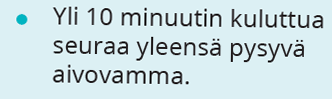 • Yli 10 minuutin kuluttua
seuraa yleensä pysyvä
aivovamma.